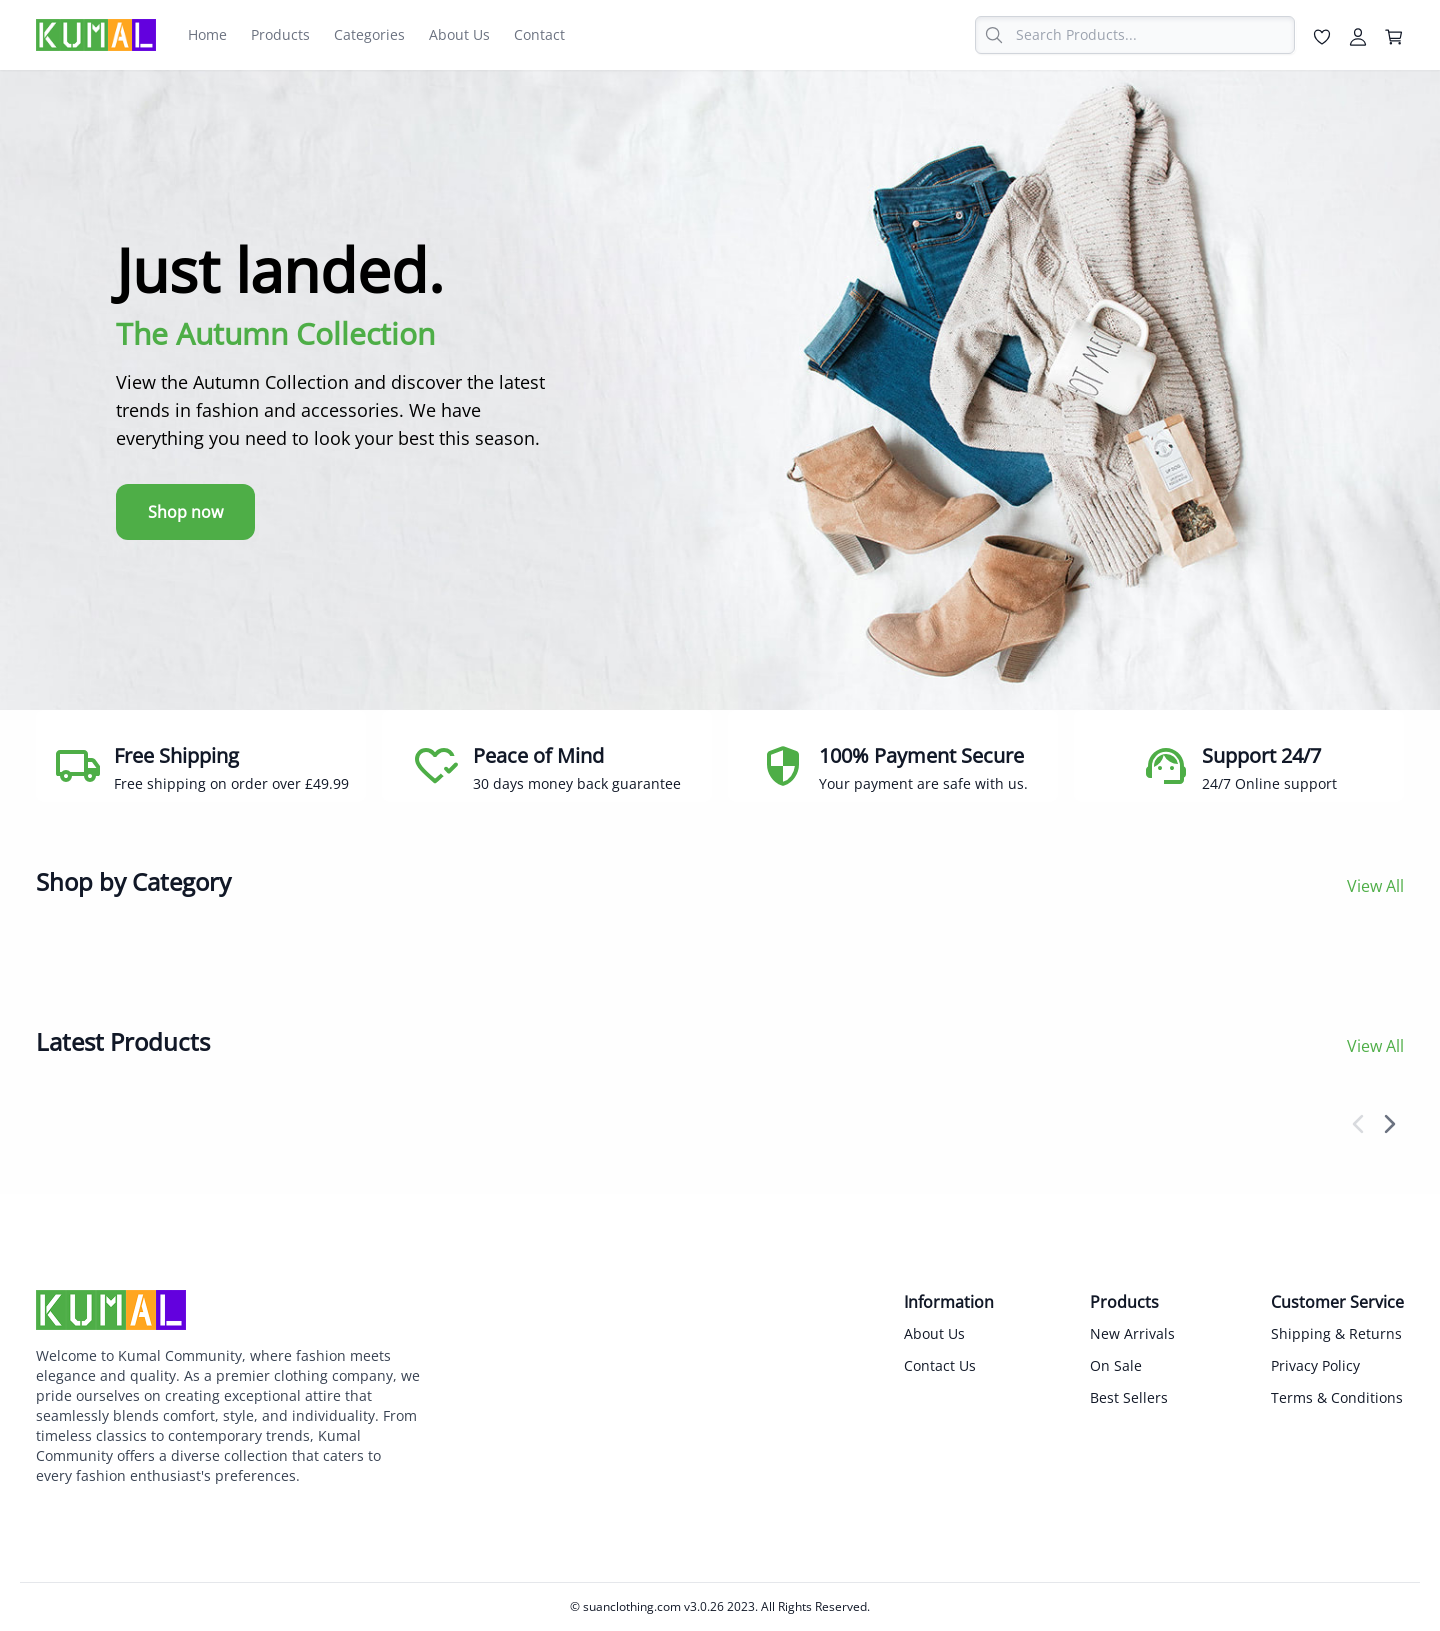 KUMAL
Home Products Categories About Us Contact
Search Products...
Just landed.
The Autumn Collection
View the Autumn Collection and discover the latest
trends in fashion and accessories. We have
everything you need to look your best this season.
Shop now
Free Shipping
Free shipping on order over £49.99
Peace of Mind
30 days money back guarantee
100% Payment Secure
Your payment are safe with us.
Support 24/7
24/7 Online support
Shop by Category
View All
Latest Products
View All
KUMAL
Welcome to Kumal Community, where fashion meets
elegance and quality. As a premier clothing company, we
pride ourselves on creating exceptional attire that
seamlessly blends comfort, style, and individuality. From
timeless classics to contemporary trends, Kumal
Community offers a diverse collection that caters to
every fashion enthusiast's preferences.
Information
About Us
Contact Us
Products
New Arrivals
On Sale
Best Sellers
Customer Service
Shipping & Returns
Privacy Policy
Terms & Conditions
© suanclothing.com v3.0.26 2023. All Rights Reserved.